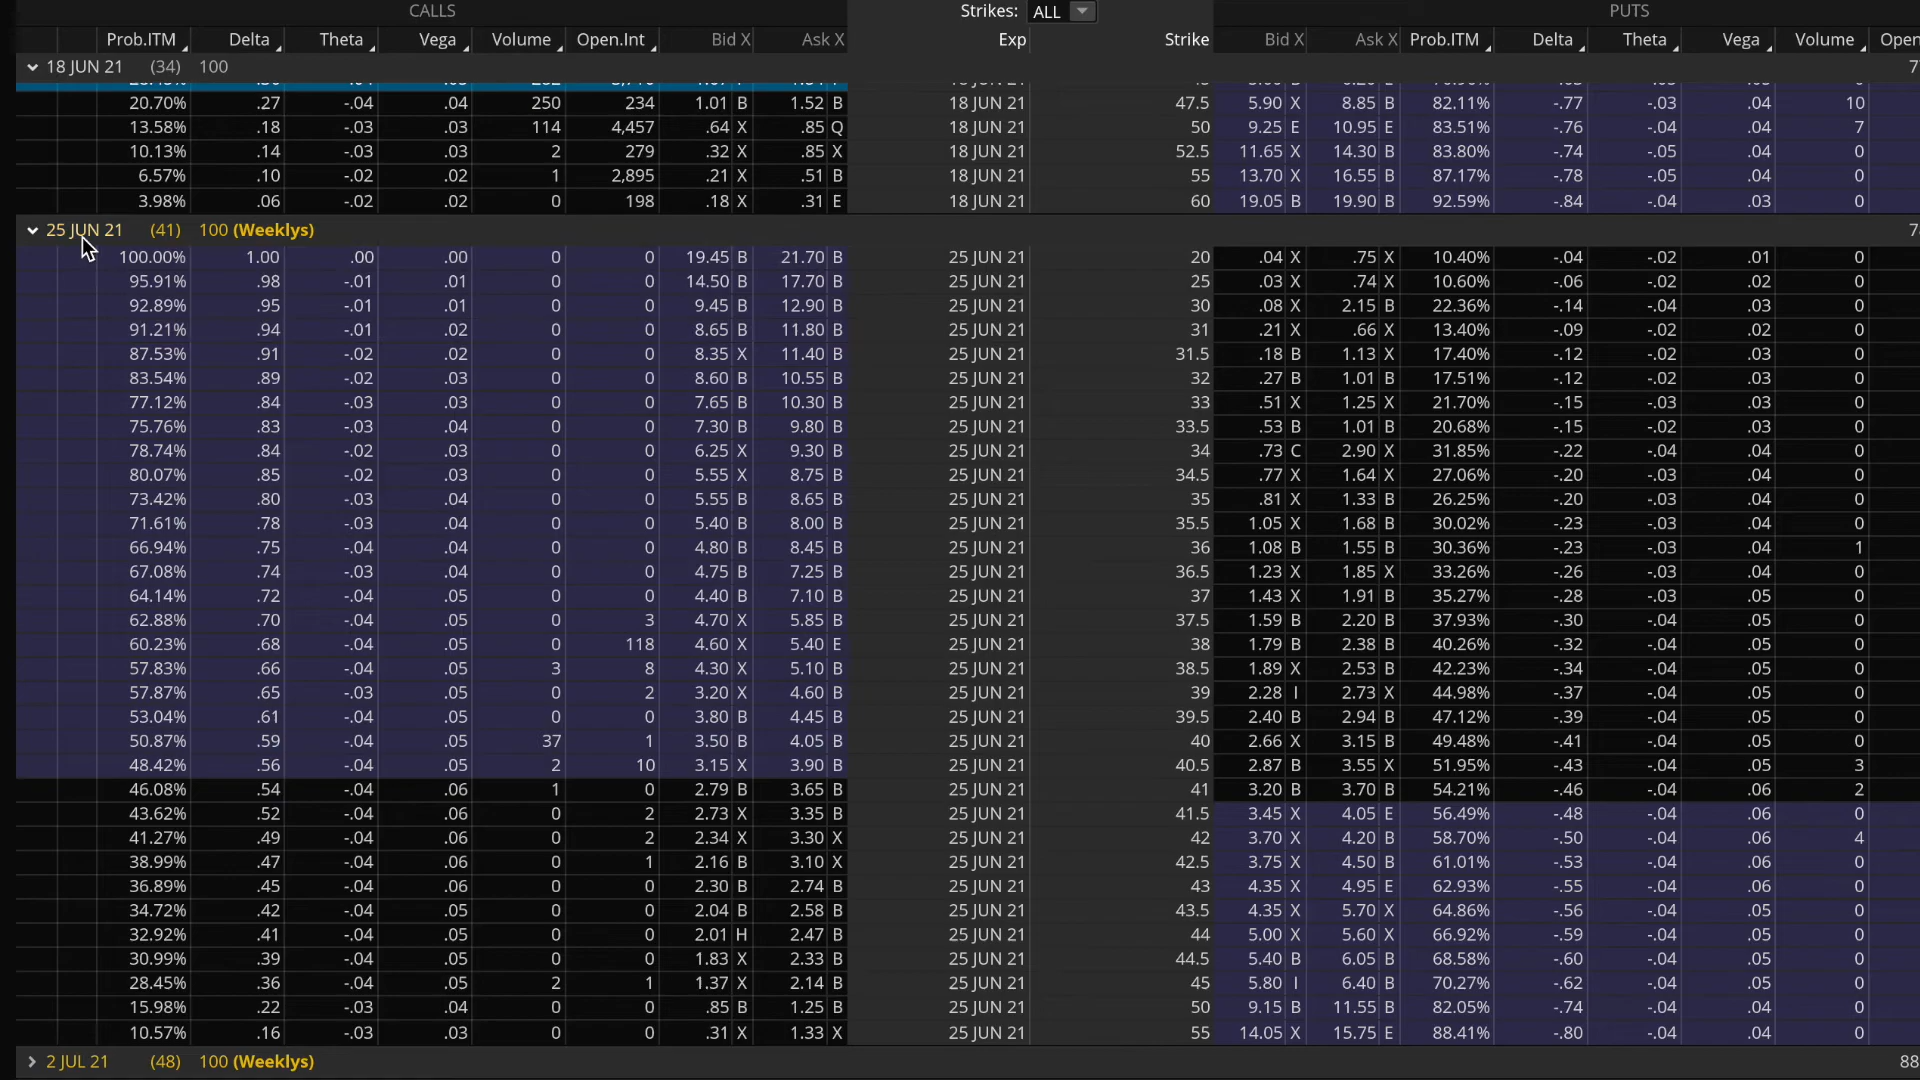 CALLS Strikes: ALL PUTS
Prob.ITM Delta Theta Vega Volume Open.Int Bid X Ask X Exp Strike Bid X Ask X Prob.ITM Delta Theta Vega Volume Open
18 JUN 21 (34) 100
20.70% .27 -.04 .04 250 234 1.01 B 1.52 B 18 JUN 21 47.5 5.90 X 8.85 B 82.11% -.77 -.03 .04 10
13.58% .18 -.03 .03 114 4,457 .64 X .85 Q 18 JUN 21 50 9.25 E 10.95 E 83.51% -.76 -.04 .04 7
10.13% .14 -.03 .03 2 279 .32 X .85 X 18 JUN 21 52.5 11.65 X 14.30 B 83.80% -.74 -.05 .04 0
6.57% .10 -.02 .02 1 2,895 .21 X .51 B 18 JUN 21 55 13.70 X 16.55 B 87.17% -.78 -.05 .04 0
3.98% .06 -.02 .02 0 198 .18 X .31 E 18 JUN 21 60 19.05 B 19.90 B 92.59% -.84 -.04 .03 0
25 JUN 21 (41) 100 (Weeklys)
100.00% 1.00 .00 .00 0 0 19.45 B 21.70 B 25 JUN 21 20 .04 X .75 X 10.40% -.04 -.02 .01 0
95.91% .98 -.01 .01 0 0 14.50 B 17.70 B 25 JUN 21 25 .03 X .74 X 10.60% -.06 -.02 .02 0
92.89% .95 -.01 .01 0 0 9.45 B 12.90 B 25 JUN 21 30 .08 X 2.15 B 22.36% -.14 -.04 .03 0
91.21% .94 -.01 .02 0 0 8.65 B 11.80 B 25 JUN 21 31 .21 X .66 X 13.40% -.09 -.02 .02 0
87.53% .91 -.02 .02 0 0 8.35 X 11.40 B 25 JUN 21 31.5 .18 B 1.13 X 17.40% -.12 -.02 .03 0
83.54% .89 -.02 .03 0 0 8.60 B 10.55 B 25 JUN 21 32 .27 B 1.01 B 17.51% -.12 -.02 .03 0
77.12% .84 -.03 .03 0 0 7.65 B 10.30 B 25 JUN 21 33 .51 X 1.25 X 21.70% -.15 -.03 .03 0
75.76% .83 -.03 .04 0 0 7.30 B 9.80 B 25 JUN 21 33.5 .53 B 1.01 B 20.68% -.15 -.02 .03 0
78.74% .84 -.02 .03 0 0 6.25 X 9.30 B 25 JUN 21 34 .73 C 2.90 X 31.85% -.22 -.04 .04 0
80.07% .85 -.02 .03 0 0 5.55 X 8.75 B 25 JUN 21 34.5 .77 X 1.64 X 27.06% -.20 -.03 .04 0
73.42% .80 -.03 .04 0 0 5.55 B 8.65 B 25 JUN 21 35 .81 X 1.33 B 26.25% -.20 -.03 .04 0
71.61% .78 -.03 .04 0 0 5.40 B 8.00 B 25 JUN 21 35.5 1.05 X 1.68 B 30.02% -.23 -.03 .04 0
66.94% .75 -.04 .04 0 0 4.80 B 8.45 B 25 JUN 21 36 1.08 B 1.55 B 30.36% -.23 -.03 .04 1
67.08% .74 -.03 .04 0 0 4.75 B 7.25 B 25 JUN 21 36.5 1.23 X 1.85 X 33.26% -.26 -.03 .04 0
64.14% .72 -.04 .05 0 0 4.40 B 7.10 B 25 JUN 21 37 1.43 X 1.91 B 35.27% -.28 -.03 .05 0
62.88% .70 -.04 .05 0 3 4.70 X 5.85 B 25 JUN 21 37.5 1.59 B 2.20 B 37.93% -.30 -.04 .05 0
60.23% .68 -.04 .05 0 118 4.60 X 5.40 E 25 JUN 21 38 1.79 B 2.38 B 40.26% -.32 -.04 .05 0
57.83% .66 -.04 .05 3 8 4.30 X 5.10 B 25 JUN 21 38.5 1.89 X 2.53 B 42.23% -.34 -.04 .05 0
57.87% .65 -.03 .05 0 2 3.20 X 4.60 B 25 JUN 21 39 2.28 I 2.73 X 44.98% -.37 -.04 .05 0
53.04% .61 -.04 .05 0 0 3.80 B 4.45 B 25 JUN 21 39.5 2.40 B 2.94 B 47.12% -.39 -.04 .05 0
50.87% .59 -.04 .05 37 1 3.50 B 4.05 B 25 JUN 21 40 2.66 X 3.15 B 49.48% -.41 -.04 .05 0
48.42% .56 -.04 .05 2 10 3.15 X 3.90 B 25 JUN 21 40.5 2.87 B 3.55 X 51.95% -.43 -.04 .05 3
46.08% .54 -.04 .06 1 0 2.79 B 3.65 B 25 JUN 21 41 3.20 B 3.70 B 54.21% -.46 -.04 .06 2
43.62% .52 -.04 .06 0 2 2.73 X 3.35 B 25 JUN 21 41.5 3.45 X 4.05 E 56.49% -.48 -.04 .06 0
41.27% .49 -.04 .06 0 2 2.34 X 3.30 X 25 JUN 21 42 3.70 X 4.20 B 58.70% -.50 -.04 .06 4
38.99% .47 -.04 .06 0 1 2.16 B 3.10 X 25 JUN 21 42.5 3.75 X 4.50 B 61.01% -.53 -.04 .06 0
36.89% .45 -.04 .06 0 0 2.30 B 2.74 B 25 JUN 21 43 4.35 X 4.95 E 62.93% -.55 -.04 .06 0
34.72% .42 -.04 .05 0 0 2.04 B 2.58 B 25 JUN 21 43.5 4.35 X 5.70 X 64.86% -.56 -.04 .05 0
32.92% .41 -.04 .05 0 0 2.01 H 2.47 B 25 JUN 21 44 5.00 X 5.60 X 66.92% -.59 -.04 .05 0
30.99% .39 -.04 .05 0 0 1.83 X 2.33 B 25 JUN 21 44.5 5.40 B 6.05 B 68.58% -.60 -.04 .05 0
28.45% .36 -.04 .05 2 1 1.37 X 2.14 B 25 JUN 21 45 5.80 I 6.40 B 70.27% -.62 -.04 .05 0
15.98% .22 -.03 .04 0 0 .85 B 1.25 B 25 JUN 21 50 9.15 B 11.55 B 82.05% -.74 -.04 .04 0
10.57% .16 -.03 .03 0 0 .31 X 1.33 X 25 JUN 21 55 14.05 X 15.75 E 88.41% -.80 -.04 .04 0
2 JUL 21 (48) 100 (Weeklys) 88